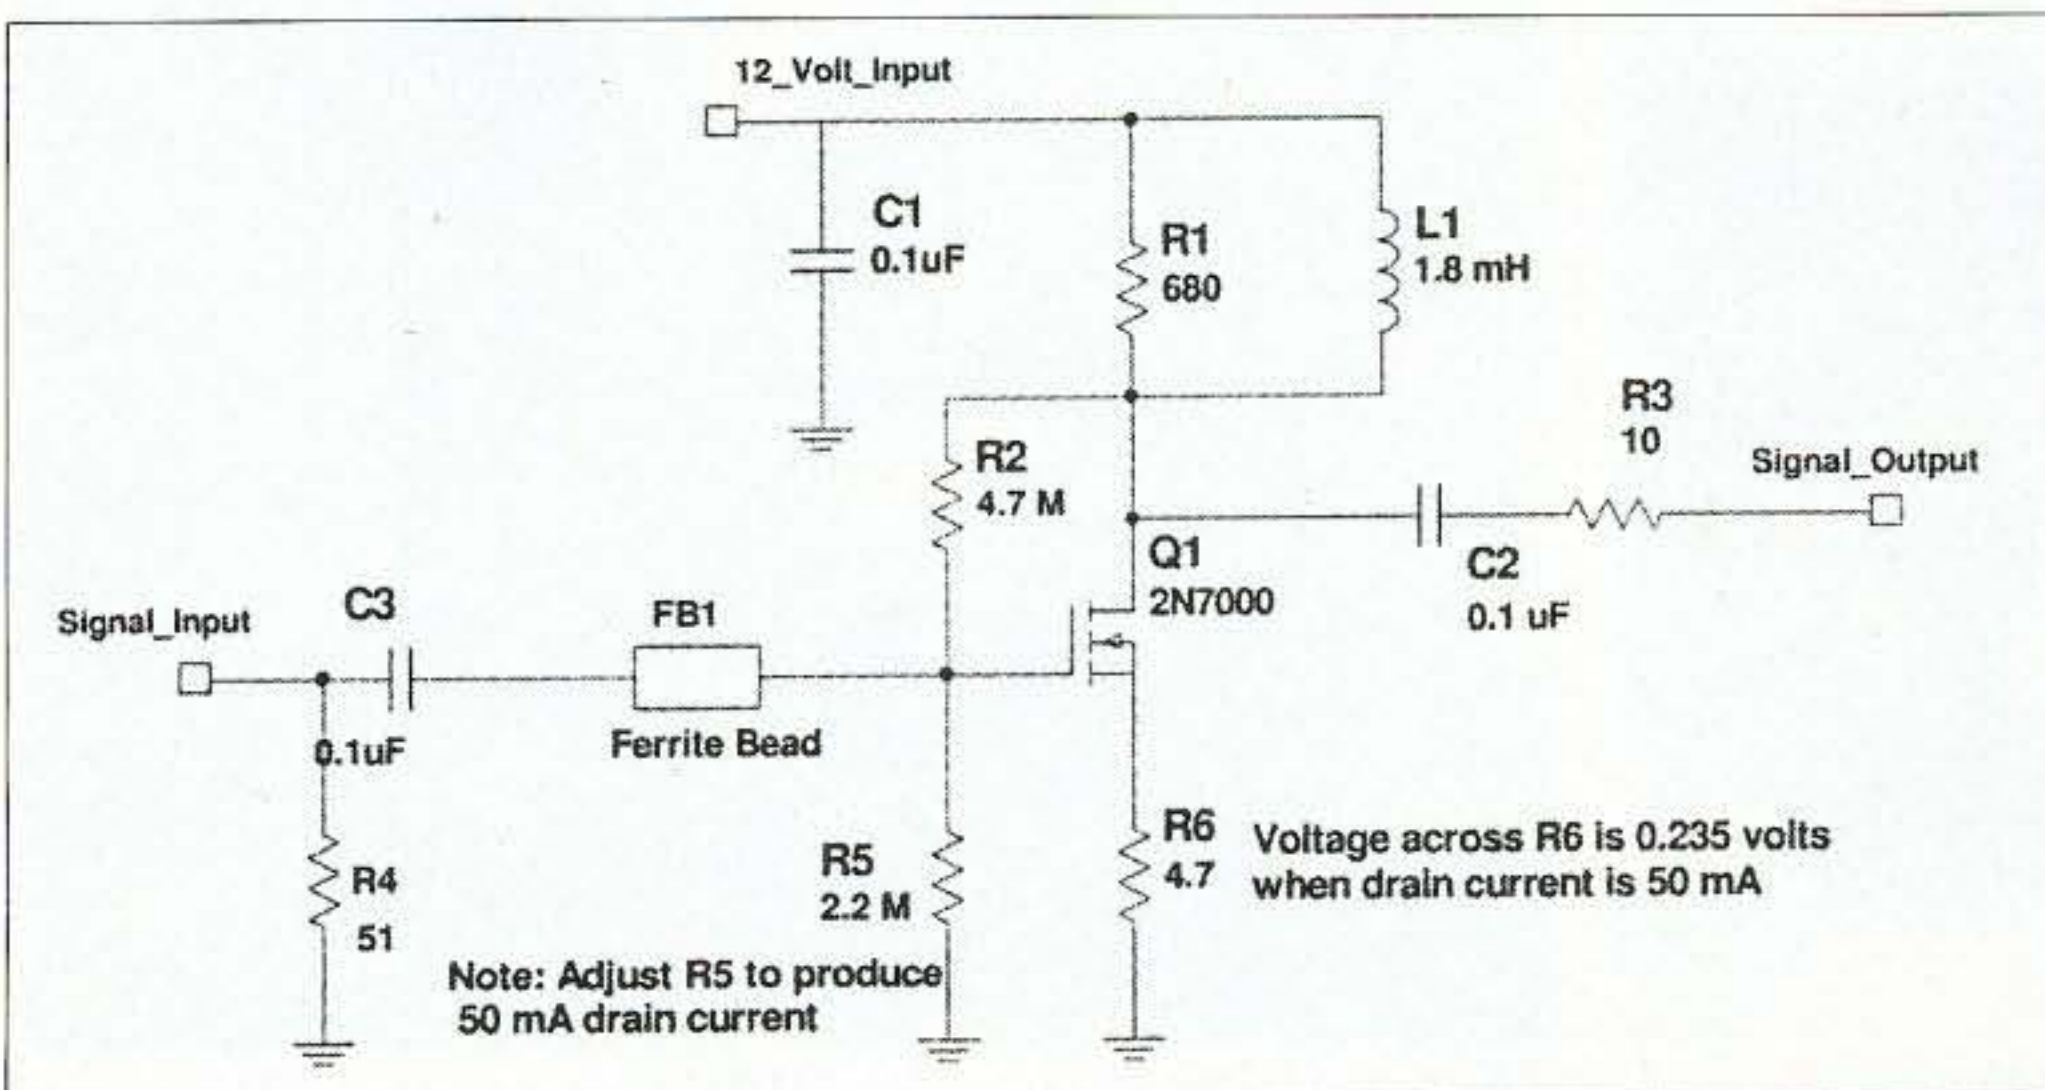 12_Volt_Input
C1
0.1uF
R1
680
L1
1.8 mH
R3
10
R2
4.7 M
Signal_Output
Q1
2N7000
C2
0.1 uF
Signal_Input
C3
0.1uF
FB1
Ferrite Bead
R4
51
R5
2.2 M
R6
4.7
Voltage across R6 is 0.235 volts
when drain current is 50 mA
Note: Adjust R5 to produce
50 mA drain current